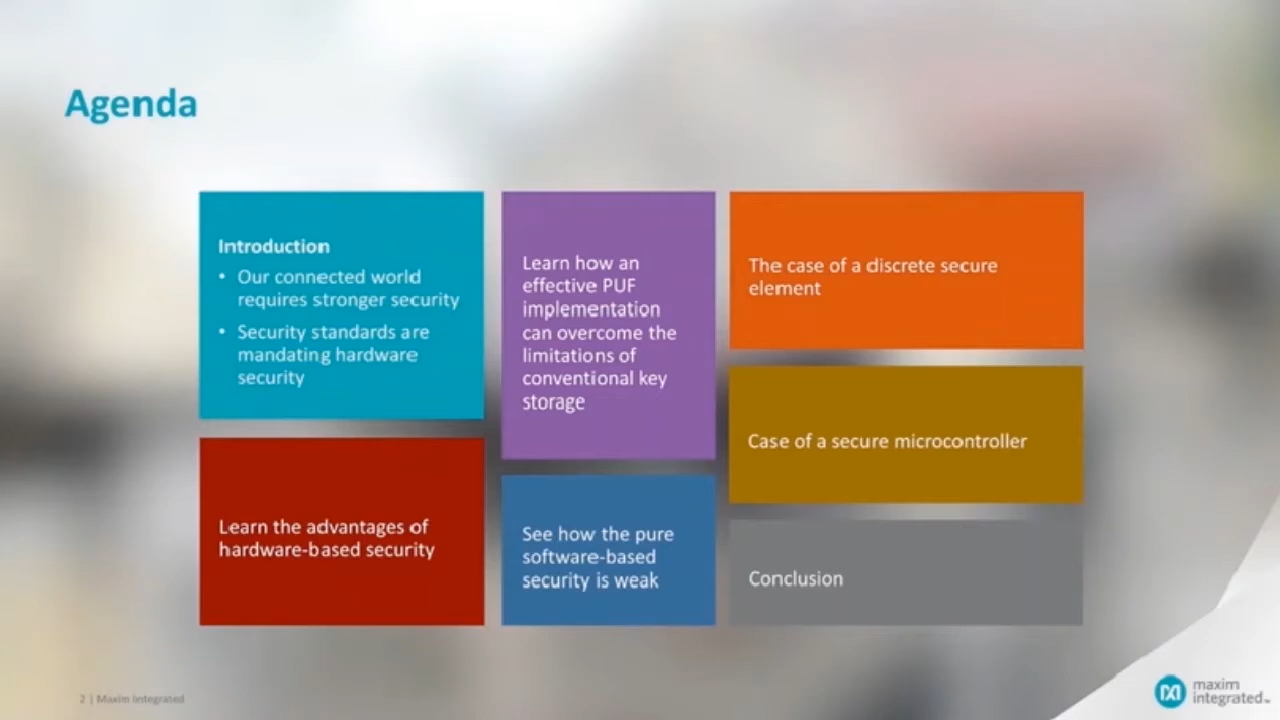 Agenda
Introduction
• Our connected world
requires stronger security
• Security standards are
mandating hardware
security
Learn the advantages of
hardware-based security
Learn how an
effective PUF
implementation
can overcome the
limitations of
conventional key
storage
See how the pure
software-based
security is weak
The case of a discrete secure
element
Case of a secure microcontroller
Conclusion
2 | Maxim Integrated
maxim
integrated™